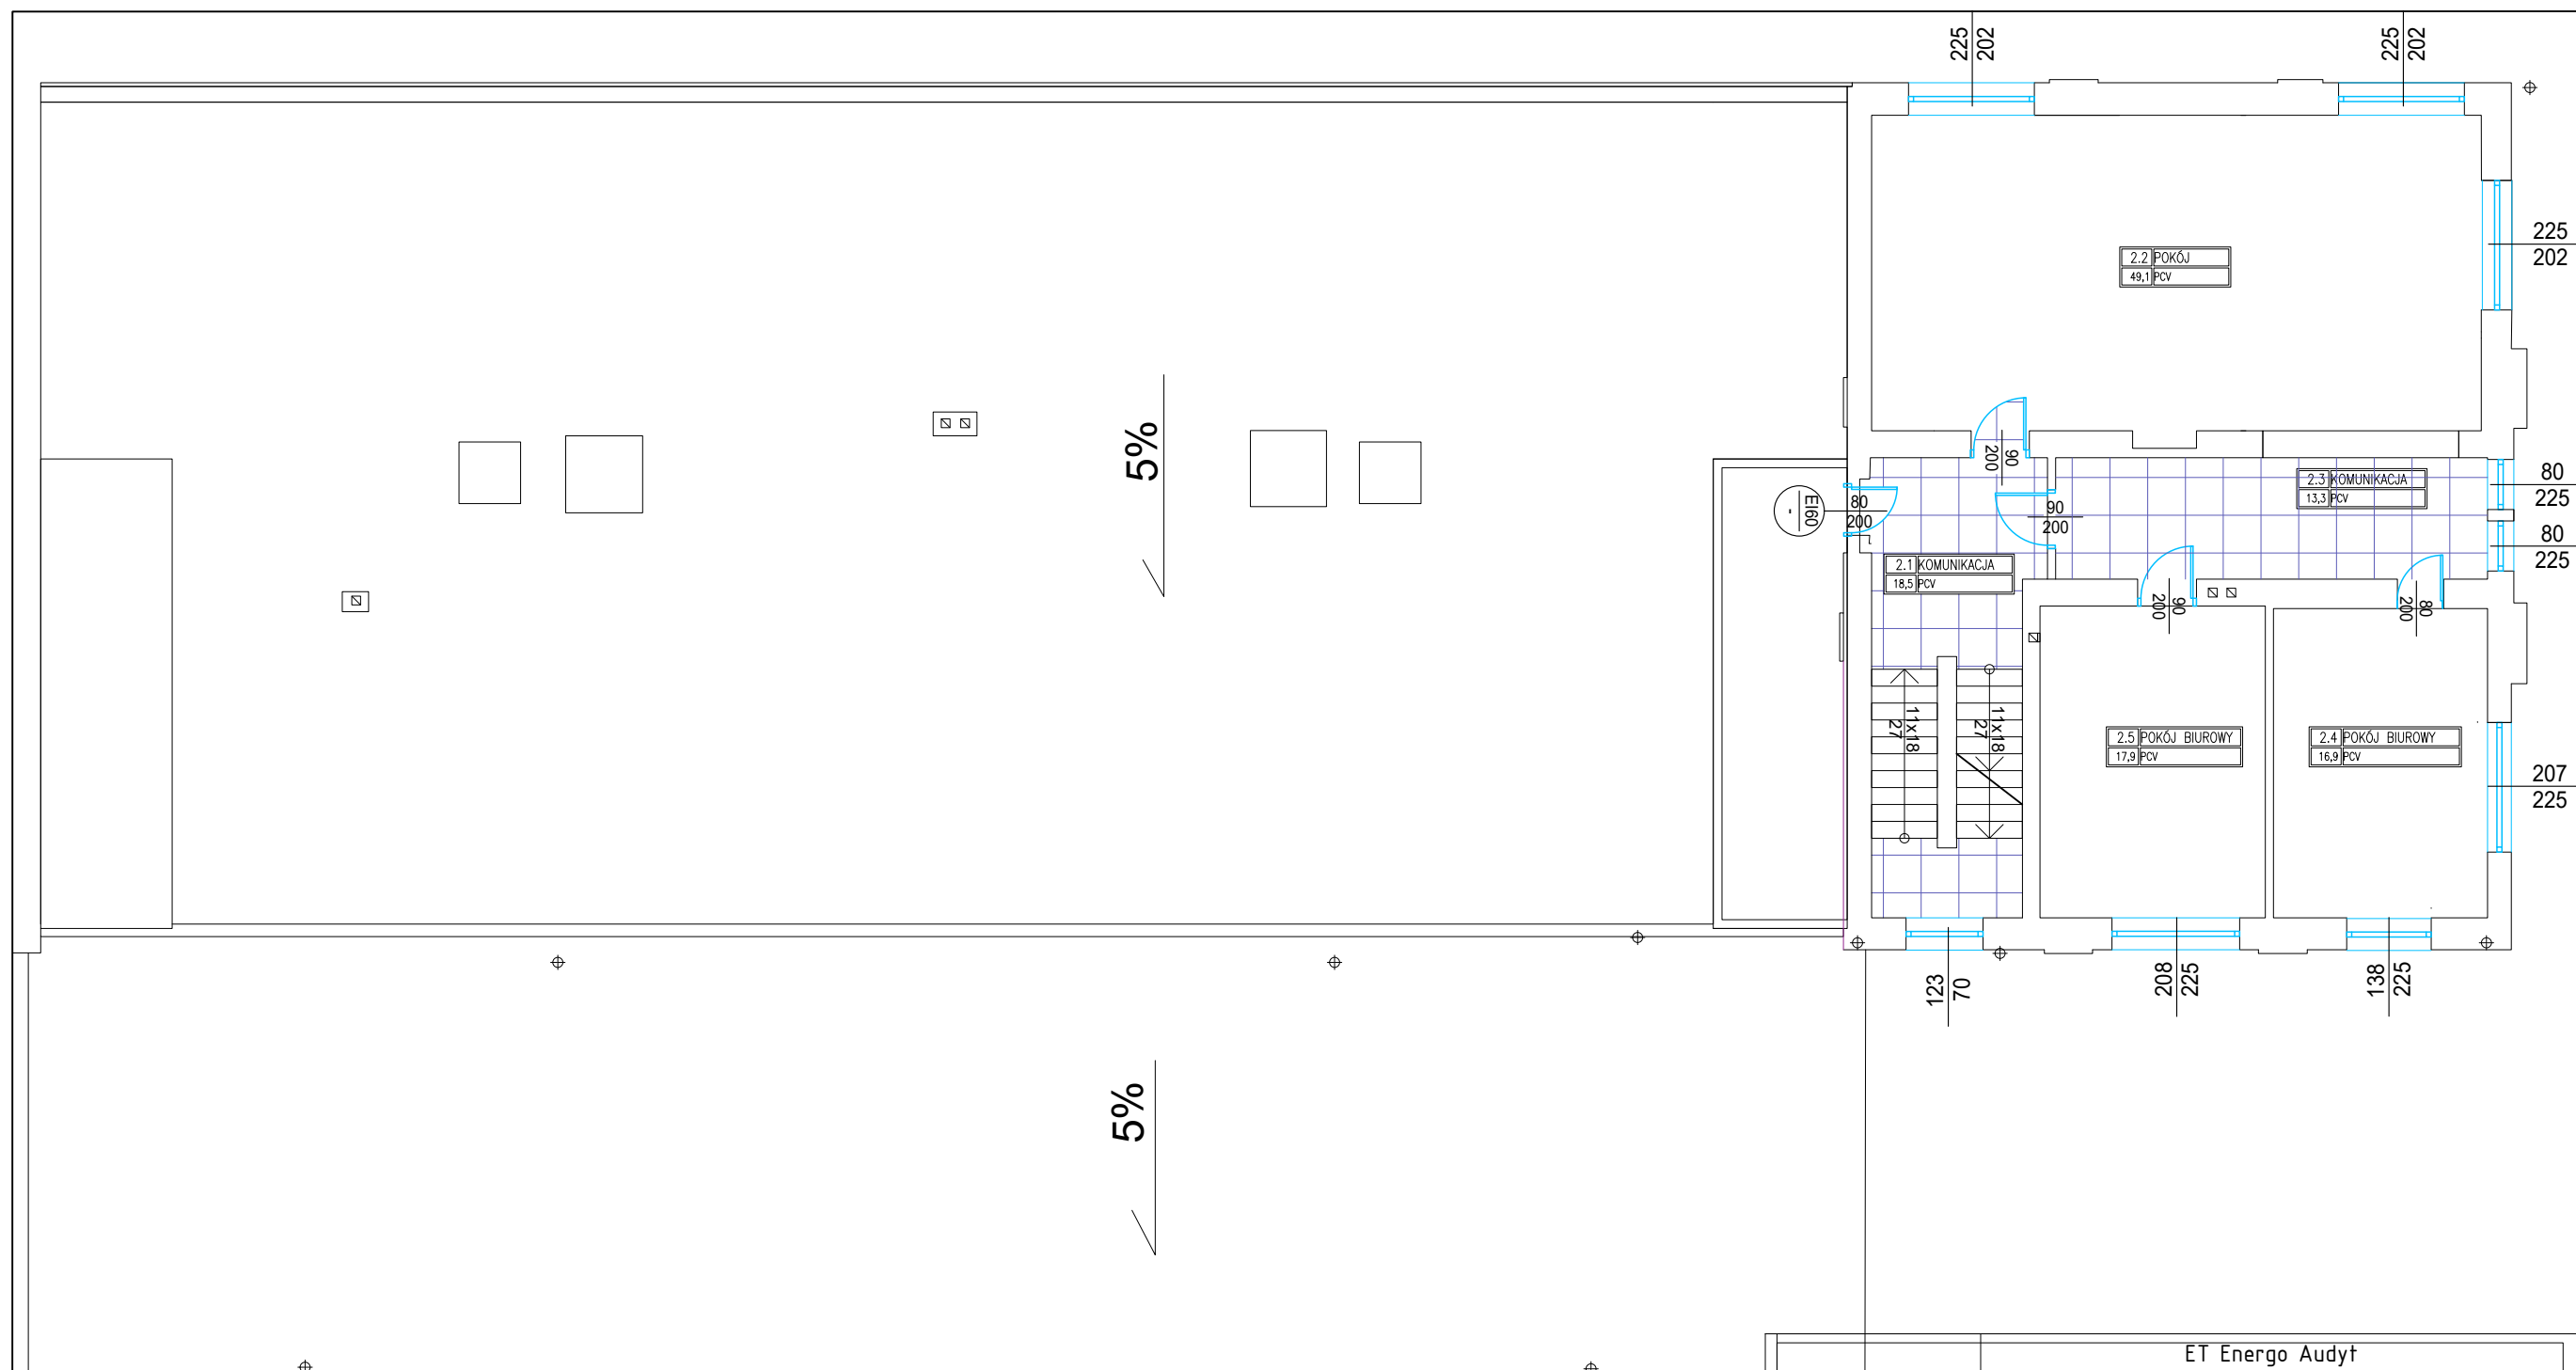 225
202
225
202
225
202
2.2 POKÓJ
49,1 PCV
5%
90
200
2.3 KOMUNIKACJA
13,3 PCV
80
225
EI60
-
80
200
90
200
80
225
2.1 KOMUNIKACJA
18,5 PCV
90
200
80
200
11x18
27
11x18
27
2.5 POKÓJ BIUROWY
17,9 PCV
2.4 POKÓJ BIUROWY
16,9 PCV
207
225
123
70
208
225
138
225
5%
ET Energo Audyt